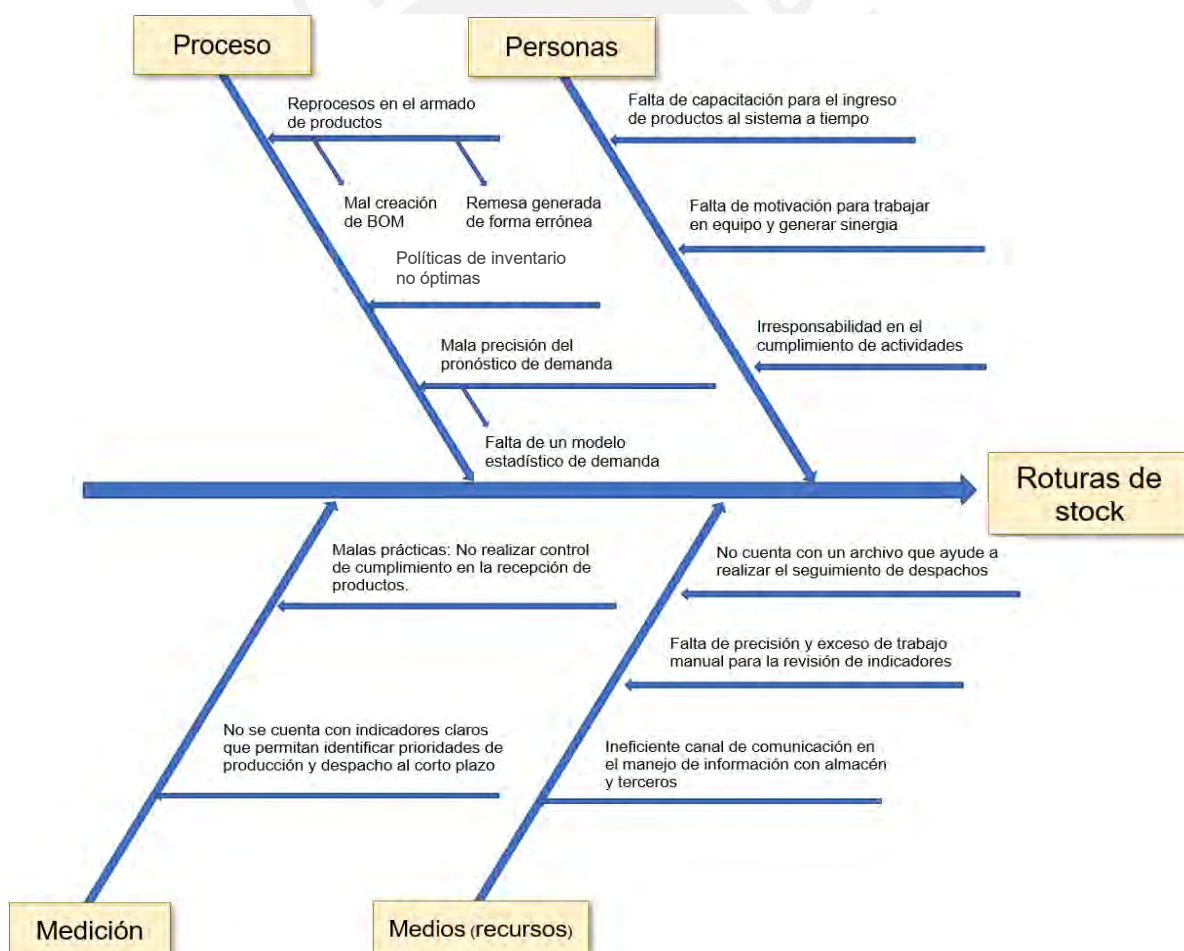 Proceso
Personas
Reprocesos en el armado
de productos
Mal creación
de BOM
Remesa generada
de forma errónea
Políticas de inventario
no óptimas
Mala precisión del
pronóstico de demanda
Falta de un modelo
estadístico de demanda
Falta de capacitación para el ingreso
de productos al sistema a tiempo
Falta de motivación para trabajar
en equipo y generar sinergia
Irresponsabilidad en el
cumplimiento de actividades
Roturas de
stock
Malas prácticas: No realizar control
de cumplimiento en la recepción de
productos.
No se cuenta con indicadores claros
que permitan identificar prioridades de
producción y despacho al corto plazo
No cuenta con un archivo que ayude a
realizar el seguimiento de despachos
Falta de precisión y exceso de trabajo
manual para la revisión de indicadores
Ineficiente canal de comunicación en
el manejo de información con almacén
y terceros
Medición
Medios (recursos)